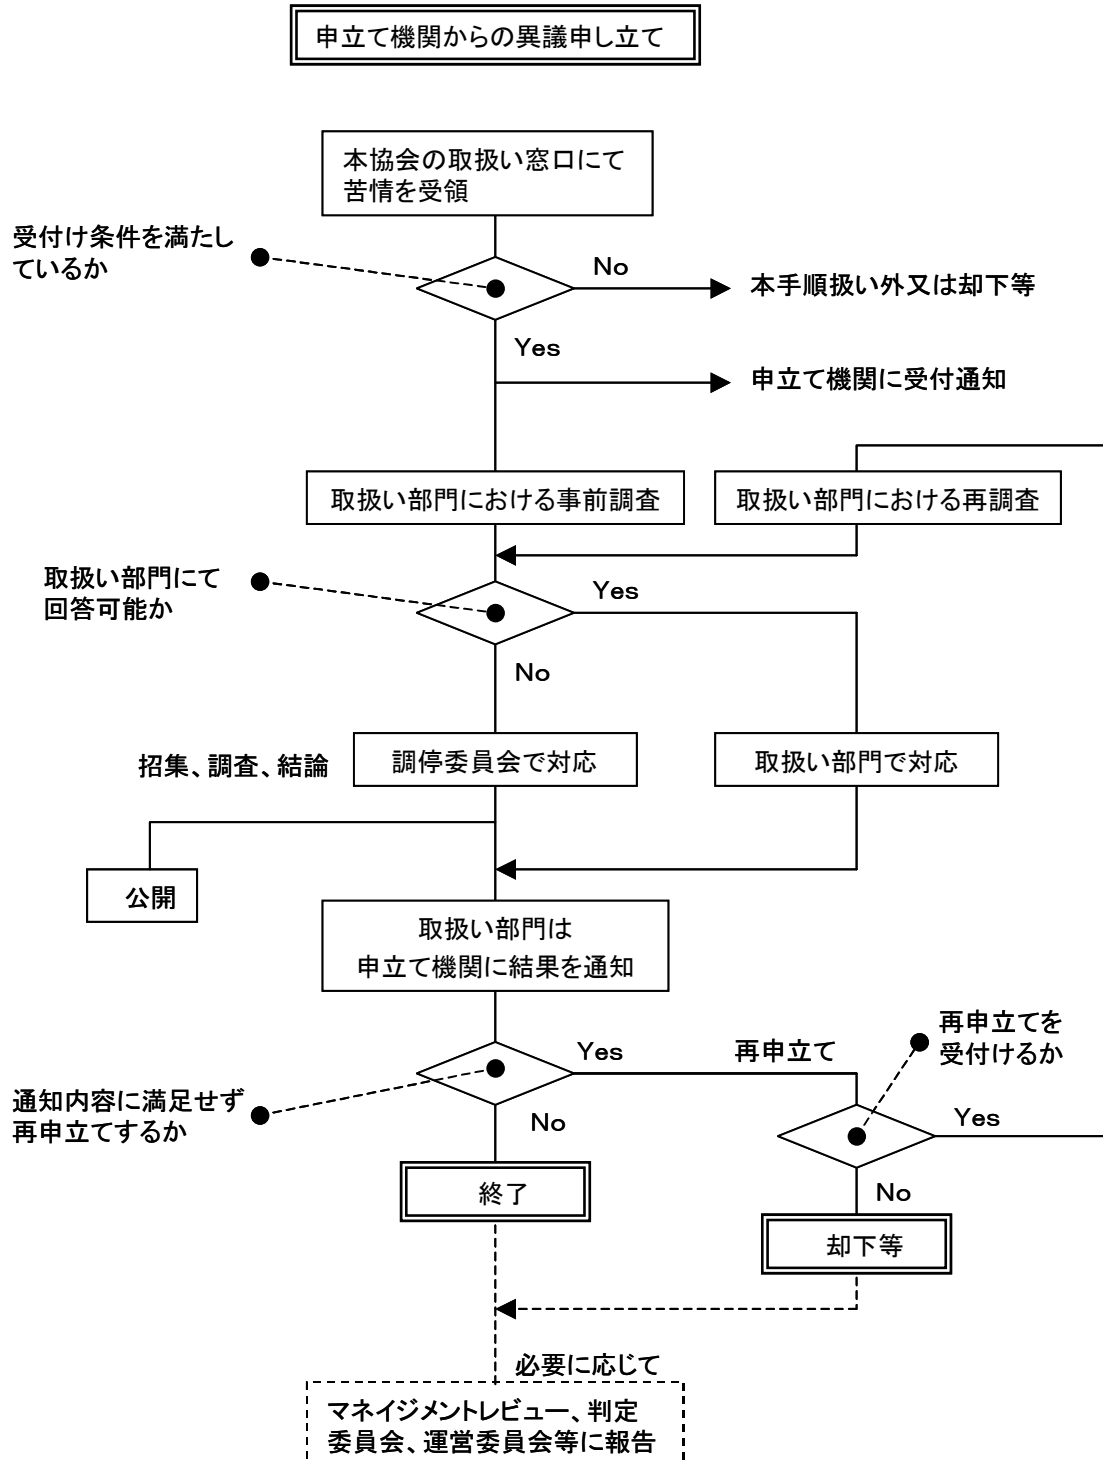 申立て機関からの異議申し立て
本協会の取扱い窓口にて
苦情を受領
受付け条件を満たし
ているか
No
本手順扱い外又は却下等
Yes
申立て機関に受付通知
取扱い部門における事前調査
取扱い部門における再調査
取扱い部門にて
回答可能か
Yes
No
招集、調査、結論
調停委員会で対応
取扱い部門で対応
公開
取扱い部門は
申立て機関に結果を通知
通知内容に満足せず
再申立てするか
Yes
再申立て
再申立てを
受付けるか
No
Yes
終了
No
却下等
必要に応じて
マネイジメントレビュー、判定
委員会、運営委員会等に報告